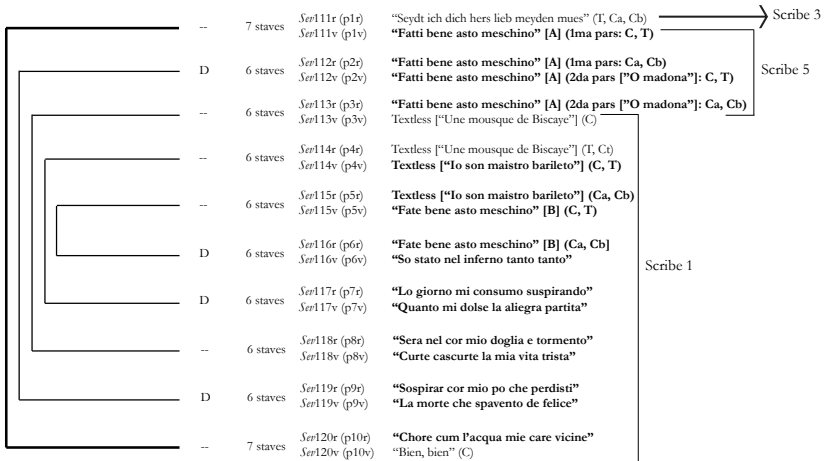 -- 7 staves Ser111r (p1r) “Seydt ich dich hers lieb meyden mues” (T, Ca, Cb) Scribe 3
Ser111v (p1v) “Fatti bene asto meschino” [A] (1ma pars: C, T)
D 6 staves Ser112r (p2r) “Fatti bene asto meschino” [A] (1ma pars: Ca, Cb)
Ser112v (p2v) “Fatti bene asto meschino” [A] (2da pars ["O madona"]: C, T)
Scribe 5
-- 6 staves Ser113r (p3r) “Fatti bene asto meschino” [A] (2da pars ["O madona"]: Ca, Cb)
Ser113v (p3v) Textless [“Une mousque de Biscaye”] (C)
-- 6 staves Ser114r (p4r) Textless [“Une mousque de Biscaye”] (T, Ct)
Ser114v (p4v) Textless [“Io son maistro barileto”] (C, T)
-- 6 staves Ser115r (p5r) Textless [“Io son maistro barileto”] (Ca, Cb)
Ser115v (p5v) “Fate bene asto meschino” [B] (C, T)
D 6 staves Ser116r (p6r) “Fate bene asto meschino” [B] (Ca, Cb]
Ser116v (p6v) “So stato nel inferno tanto tanto”
Scribe 1
D 6 staves Ser117r (p7r) “Lo giorno mi consumo suspirando”
Ser117v (p7v) “Quanto mi dolse la aliegra partita”
-- 6 staves Ser118r (p8r) “Sera nel cor mio doglia e tormento”
Ser118v (p8v) “Curte cascurte la mia vita trista”
D 6 staves Ser119r (p9r) “Sospirar cor mio po che perdisti”
Ser119v (p9v) “La morte che spavento de felice”
-- 7 staves Ser120r (p10r) “Chore cum l’acqua mie care vicine”
Ser120v (p10v) “Bien, bien” (C)